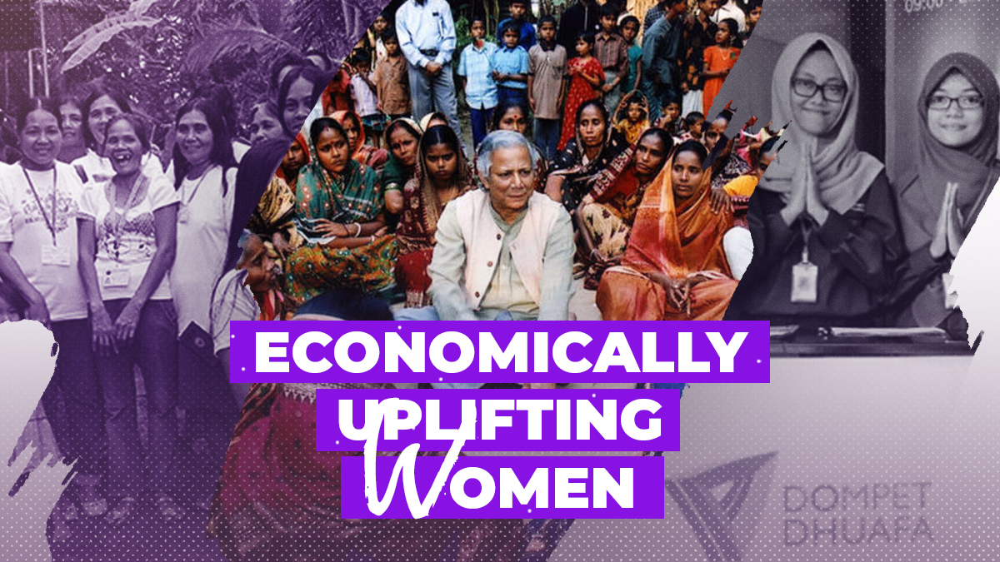 ECONOMICALLY
UPLIFTING
WOMEN
DOMPET
DHUAFA